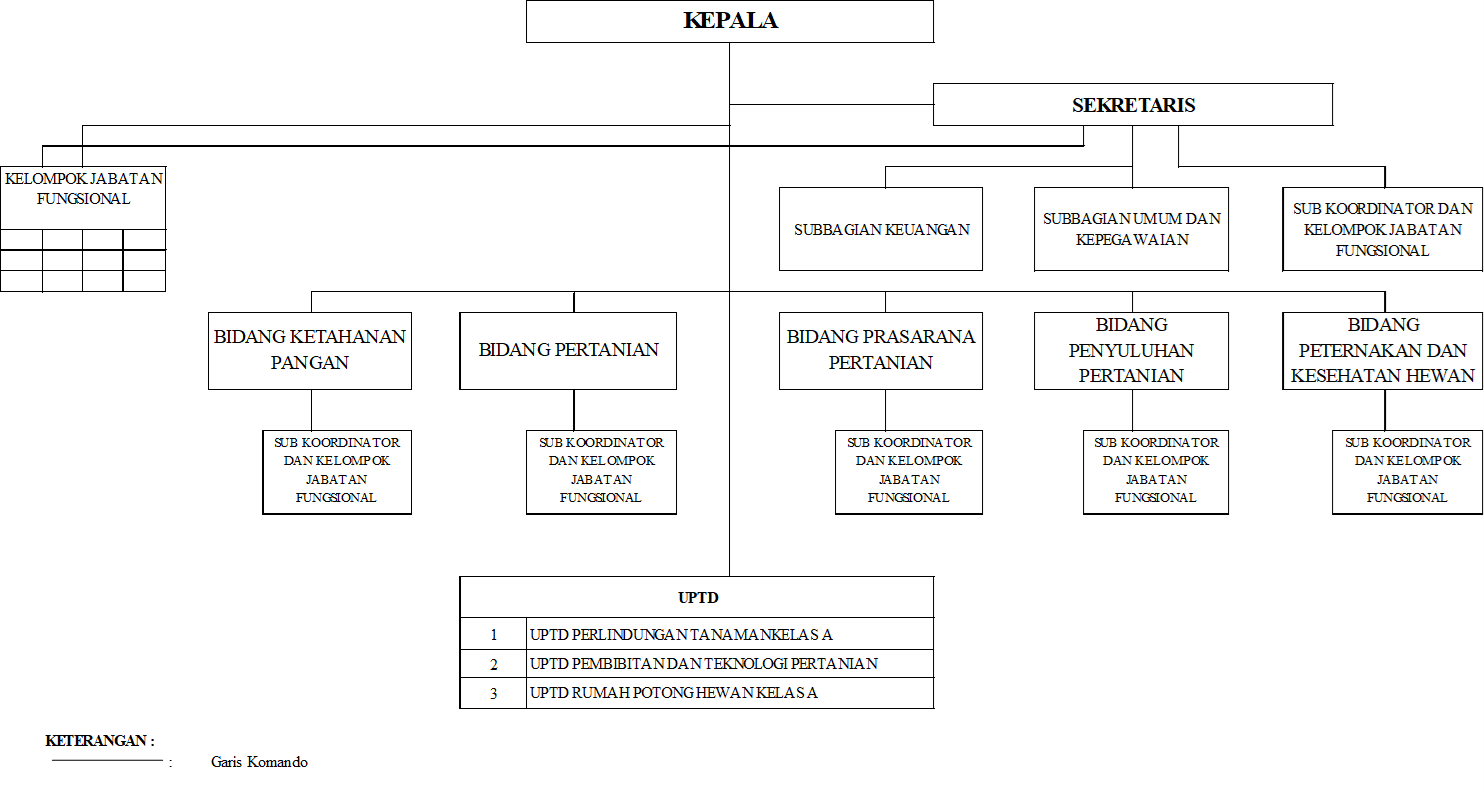 KEPALA
SEKRETARIS
KELOMPOK JABATAN
FUNGSIONAL
SUBBAGIAN KEUANGAN
SUBBAGIAN UMUM DAN
KEPEGAWAIAN
SUB KOORDINATOR DAN
KELOMPOK JABATAN
FUNGSIONAL
BIDANG KETAHANAN
PANGAN
BIDANG PERTANIAN
BIDANG PRASARANA
PERTANIAN
BIDANG
PENYULUHAN
PERTANIAN
BIDANG
PETERNAKAN DAN
KESEHATAN HEWAN
SUB KOORDINATOR
DAN KELOMPOK
JABATAN
FUNGSIONAL
SUB KOORDINATOR
DAN KELOMPOK
JABATAN
FUNGSIONAL
SUB KOORDINATOR
DAN KELOMPOK
JABATAN
FUNGSIONAL
SUB KOORDINATOR
DAN KELOMPOK
JABATAN
FUNGSIONAL
SUB KOORDINATOR
DAN KELOMPOK
JABATAN
FUNGSIONAL
UPTD
1 UPTD PERLINDUNGAN TANAMANKELAS A
2 UPTD PEMBIBITAN DAN TEKNOLOGI PERTANIAN
3 UPTD RUMAH POTONG HEWAN KELAS A
KETERANGAN :
: Garis Komando